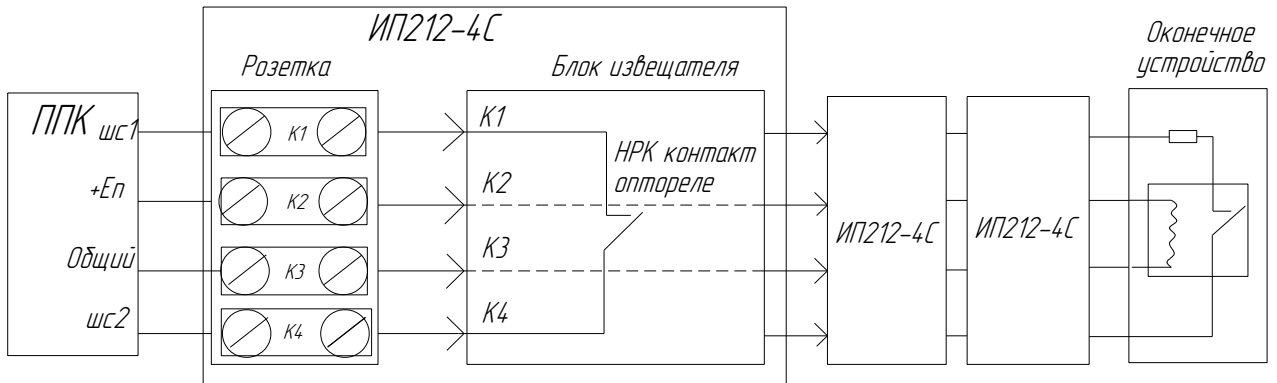 ИП212-4С
Оконечное
устройство
Розетка
Блок извещателя
ППК
шс1
К1
К1
НРК контакт
оптореле
+Еп
К2
К2
ИП212-4С
ИП212-4С
Общий
К3
К3
шс2
К4
К4